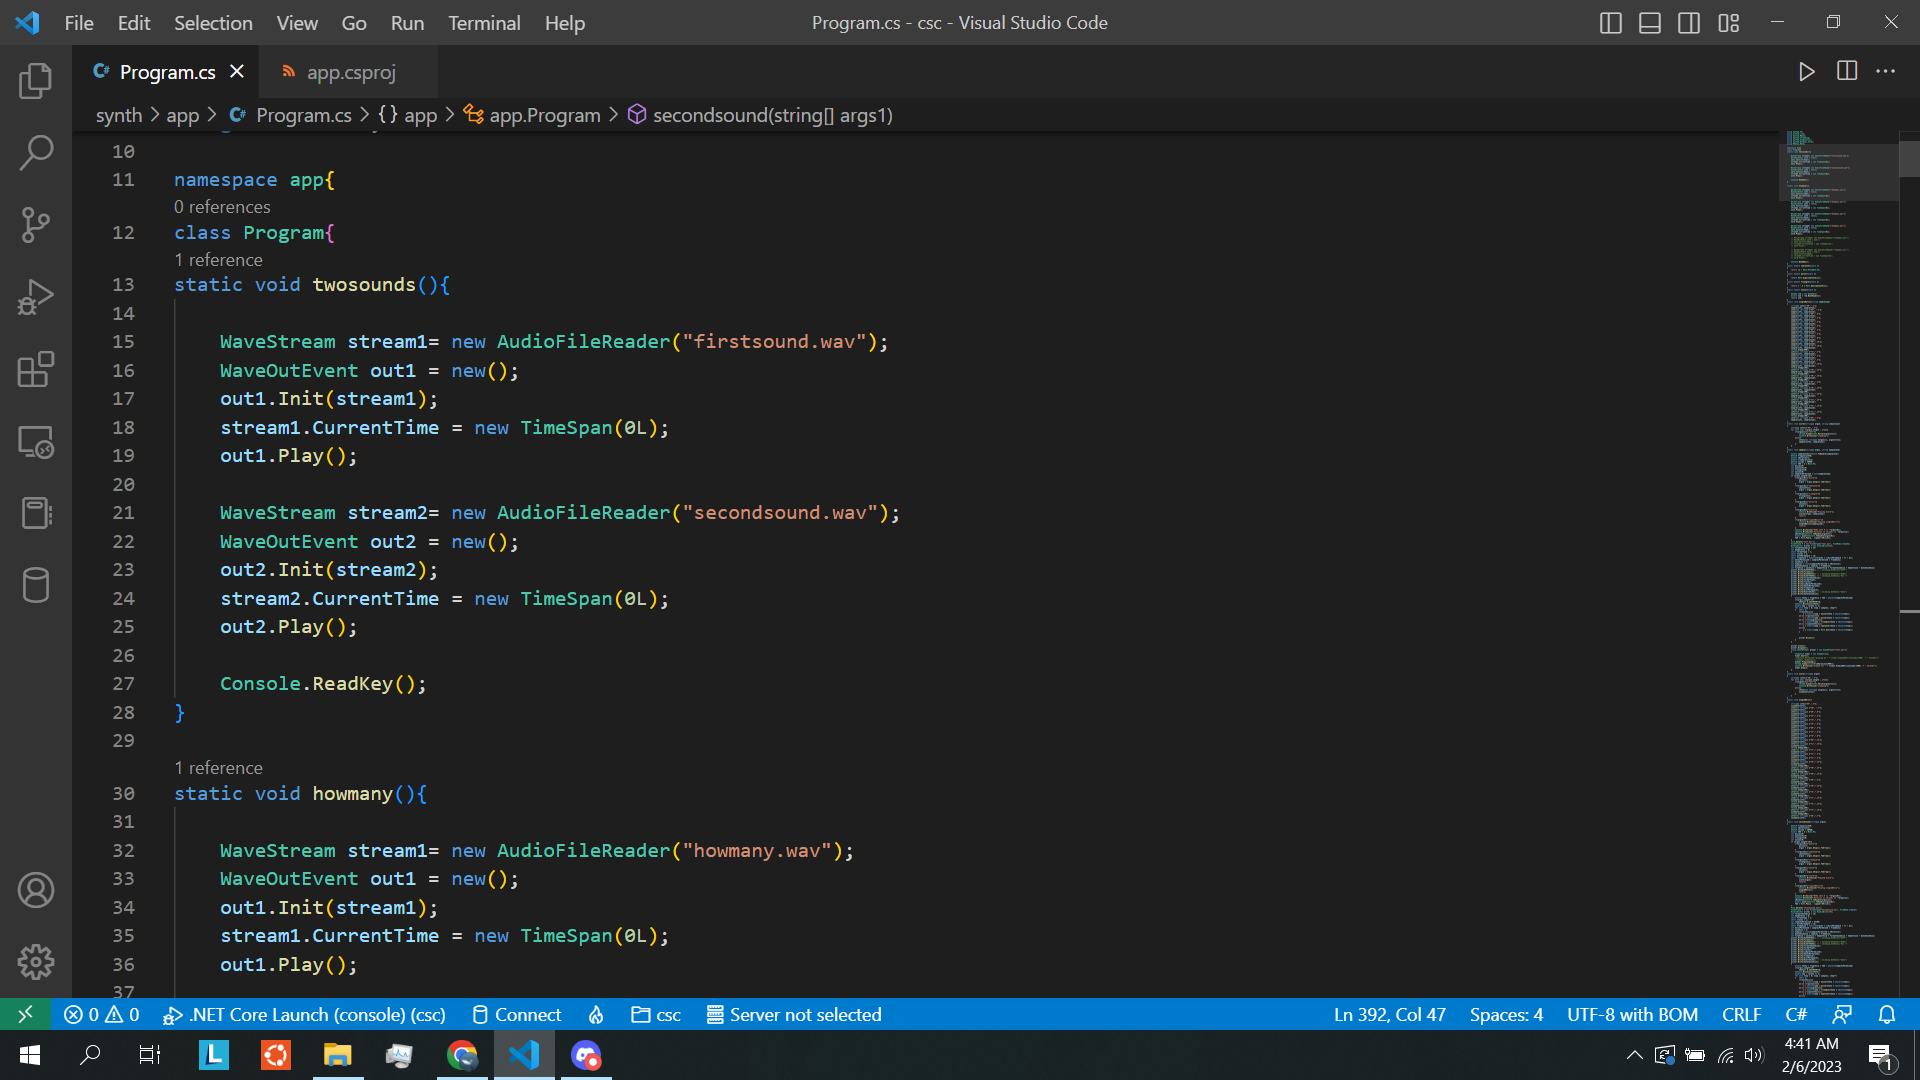 File Edit Selection View Go Run Terminal Help Program.cs - csc - Visual Studio Code
Program.cs app.csproj
synth > app > Program.cs > {} app > app.Program > secondsound(string[] args1)
10
11 namespace app{
0 references
12 class Program{
1 reference
13 static void twosounds(){
14
15 WaveStream stream1= new AudioFileReader("firstsound.wav");
16 WaveOutEvent out1 = new();
17 out1.Init(stream1);
18 stream1.CurrentTime = new TimeSpan(0L);
19 out1.Play();
20
21 WaveStream stream2= new AudioFileReader("secondsound.wav");
22 WaveOutEvent out2 = new();
23 out2.Init(stream2);
24 stream2.CurrentTime = new TimeSpan(0L);
25 out2.Play();
26
27 Console.ReadKey();
28 }
29
1 reference
30 static void howmany(){
31
32 WaveStream stream1= new AudioFileReader("howmany.wav");
33 WaveOutEvent out1 = new();
34 out1.Init(stream1);
35 stream1.CurrentTime = new TimeSpan(0L);
36 out1.Play();
37
0 0 .NET Core Launch (console) (csc) Connect csc Server not selected Ln 392, Col 47 Spaces: 4 UTF-8 with BOM CRLF C#
L 4:41 AM
2/6/2023 1